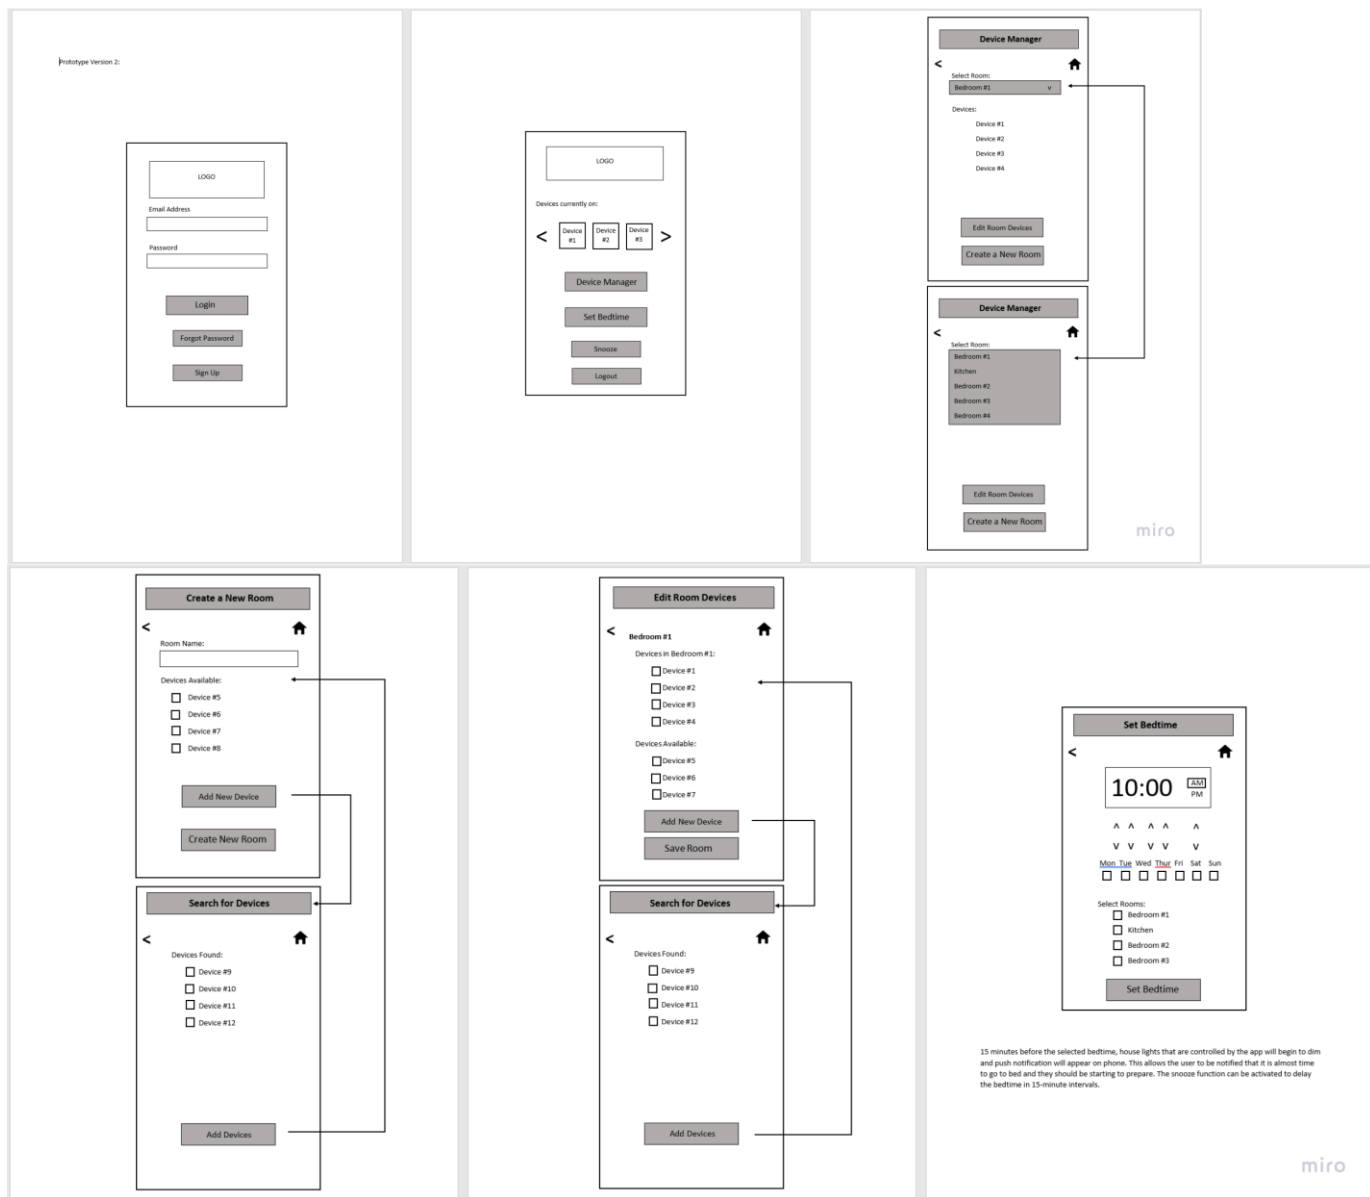 Prototype Version 2:
LOGO
Email Address
Password
Login
Forgot Password
Sign Up
LOGO
Devices currently on:
< Device #1 Device #2 Device #3 >
Device Manager
Set Bedtime
Snooze
Logout
Device Manager
<
Select Room:
Bedroom #1 v
Devices:
Device #1
Device #2
Device #3
Device #4
Edit Room Devices
Create a New Room
Device Manager
<
Select Room:
Bedroom #1
Kitchen
Bedroom #2
Bedroom #3
Bedroom #4
Edit Room Devices
Create a New Room
miro
Create a New Room
<
Room Name:
Devices Available:
Device #5
Device #6
Device #7
Device #8
Add New Device
Create New Room
Search for Devices
<
Devices Found:
Device #9
Device #10
Device #11
Device #12
Add Devices
Edit Room Devices
<
Bedroom #1
Devices in Bedroom #1:
Device #1
Device #2
Device #3
Device #4
Devices Available:
Device #5
Device #6
Device #7
Add New Device
Save Room
Search for Devices
<
Devices Found:
Device #9
Device #10
Device #11
Device #12
Add Devices
Set Bedtime
<
10:00 AM
PM
^ ^ ^ ^ ^
v v v v v
Mon Tue Wed Thur Fri Sat Sun
Select Rooms:
Bedroom #1
Kitchen
Bedroom #2
Bedroom #3
Set Bedtime
15 minutes before the selected bedtime, house lights that are controlled by the app will begin to dim
and push notification will appear on phone. This allows the user to be notified that it is almost time
to go to bed and they should be starting to prepare. The snooze function can be activated to delay
the bedtime in 15-minute intervals.
miro